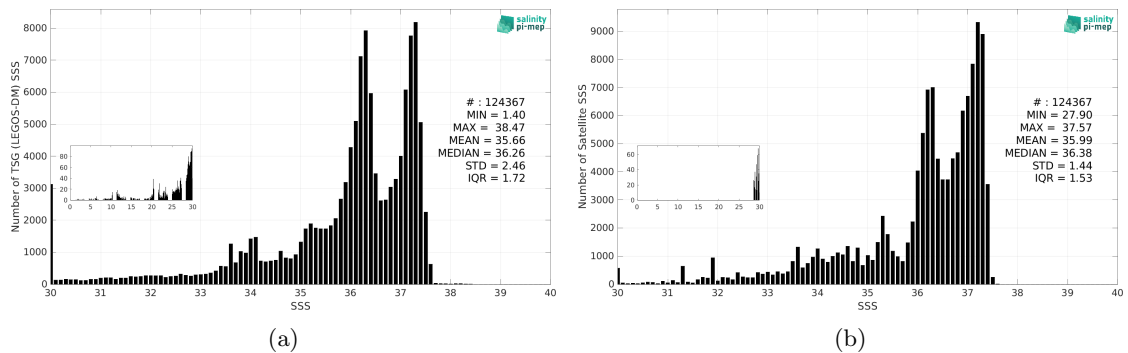 salinity
pi-mep
Number of TSG (LEGOS-DM) SSS
8000
7000
6000
5000
4000
3000
2000
1000
0
# : 124367
MIN = 1.40
MAX = 38.47
MEAN = 35.66
MEDIAN = 36.26
STD = 2.46
IQR = 1.72
80
60
40
20
0
0 5 10 15 20 25 30
30 31 32 33 34 35 36 37 38 39 40
SSS
(a)
salinity
pi-mep
Number of Satellite SSS
9000
8000
7000
6000
5000
4000
3000
2000
1000
0
# : 124367
MIN = 27.90
MAX = 37.57
MEAN = 35.99
MEDIAN = 36.38
STD = 1.44
IQR = 1.53
60
40
20
0
0 5 10 15 20 25 30
30 31 32 33 34 35 36 37 38 39 40
SSS
(b)